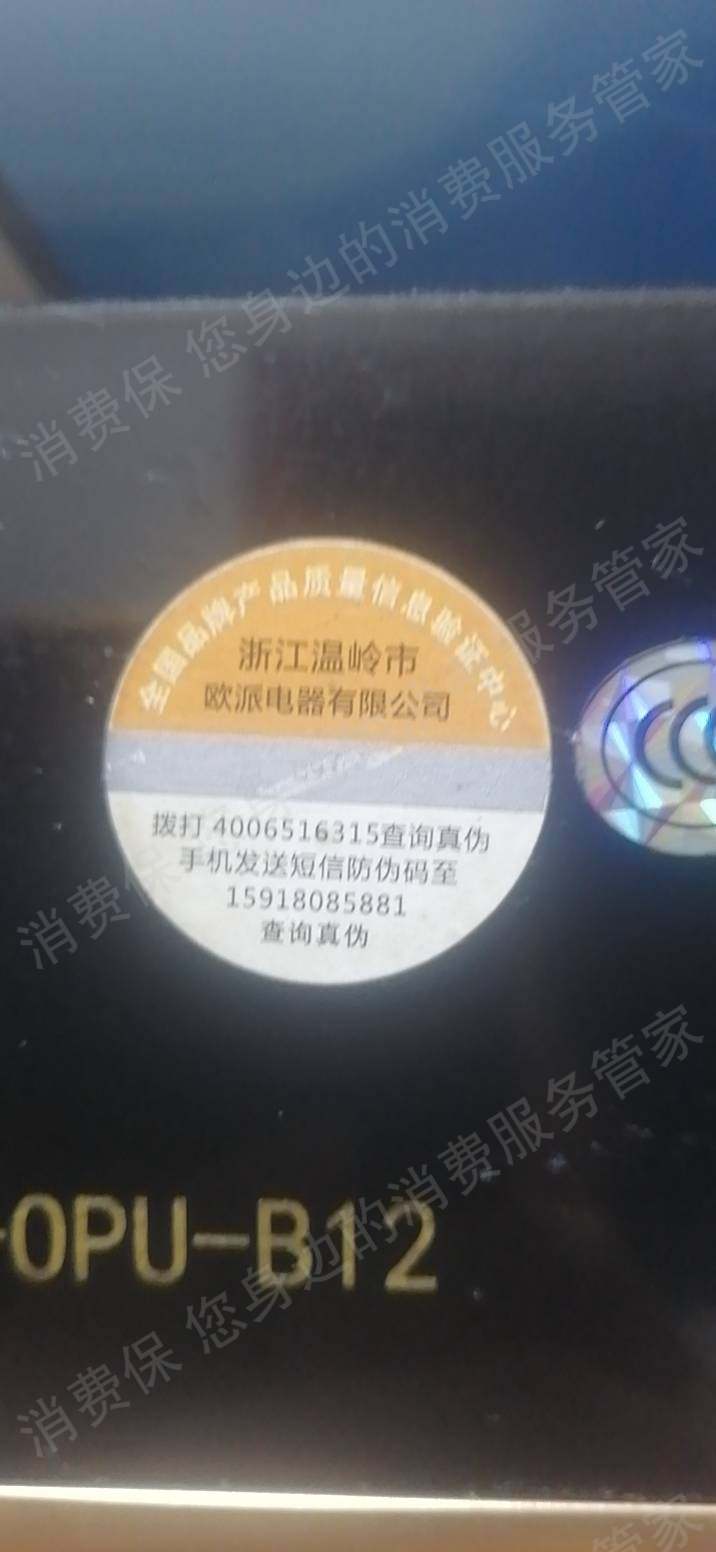 消费保 您身边的消费服务管家
全国品牌产品质量信息验证中心
浙江温岭市
欧派电器有限公司
拨打 4006516315查询真伪
手机发送短信防伪码至
15918085881
查询真伪
消费保 您身边的消费服务管家
-OPU-B12
消费保 您身边的消费服务管家